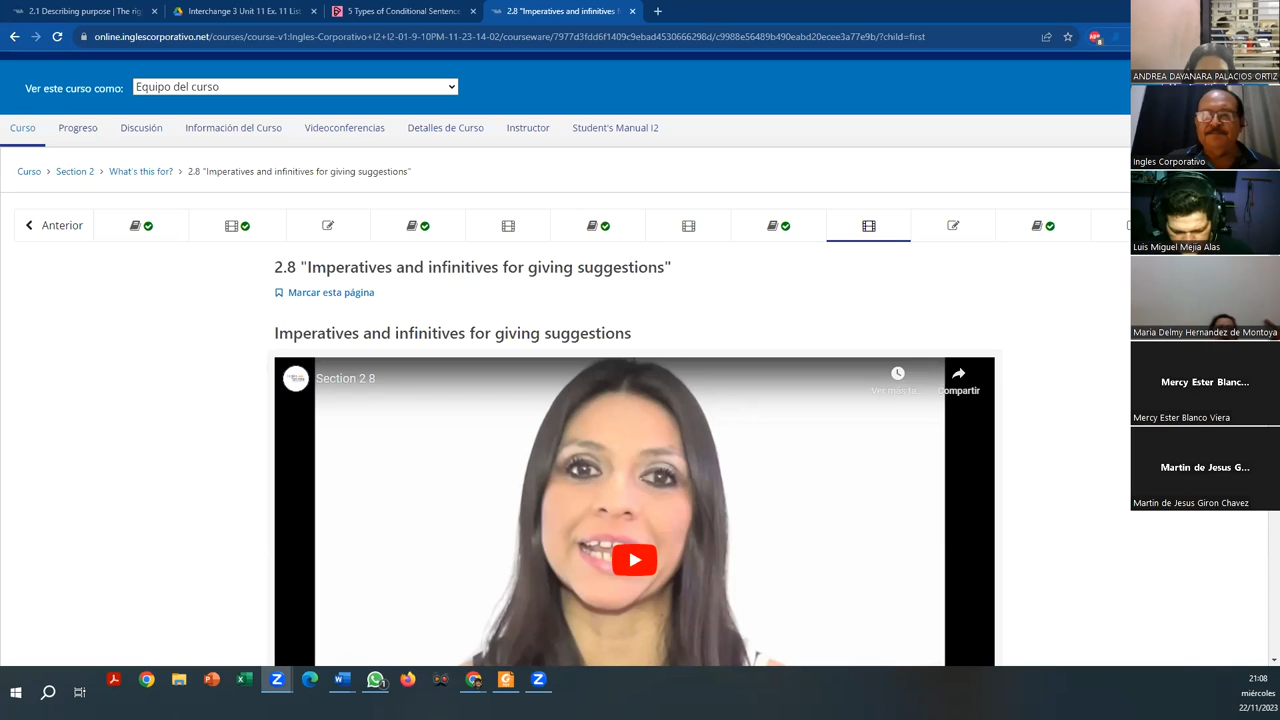 2.1 Describing purpose | The rig
Interchange 3 Unit 11 Ex. 11 List
5 Types of Conditional Sentence
2.8 "Imperatives and infinitives f
online.inglescorporativo.net/courses/course-v1:Ingles-Corporativo+I2+I2-01-9-10PM-11-23-14-02/courseware/7977d3fdd6f1409c9ebad4530666298d/c9988e56489b490eabd20ecee3a77e9b/?child=first
Ver este curso como:
Equipo del curso
Curso
Progreso
Discusión
Información del Curso
Videoconferencias
Detalles de Curso
Instructor
Student's Manual I2
Curso > Section 2 > What's this for? > 2.8 "Imperatives and infinitives for giving suggestions"
Anterior
2.8 "Imperatives and infinitives for giving suggestions"
Marcar esta página
Imperatives and infinitives for giving suggestions
Section 2 8
Ver más ta
Compartir
ANDREA DAYANARA PALACIOS ORTIZ
Ingles Corporativo
Luis Miguel Mejia Alas
Maria Delmy Hernandez de Montoya
Mercy Ester Blanc...
Mercy Ester Blanco Viera
Martin de Jesus G...
Martin de Jesus Giron Chavez
21:08
miércoles
22/11/2023